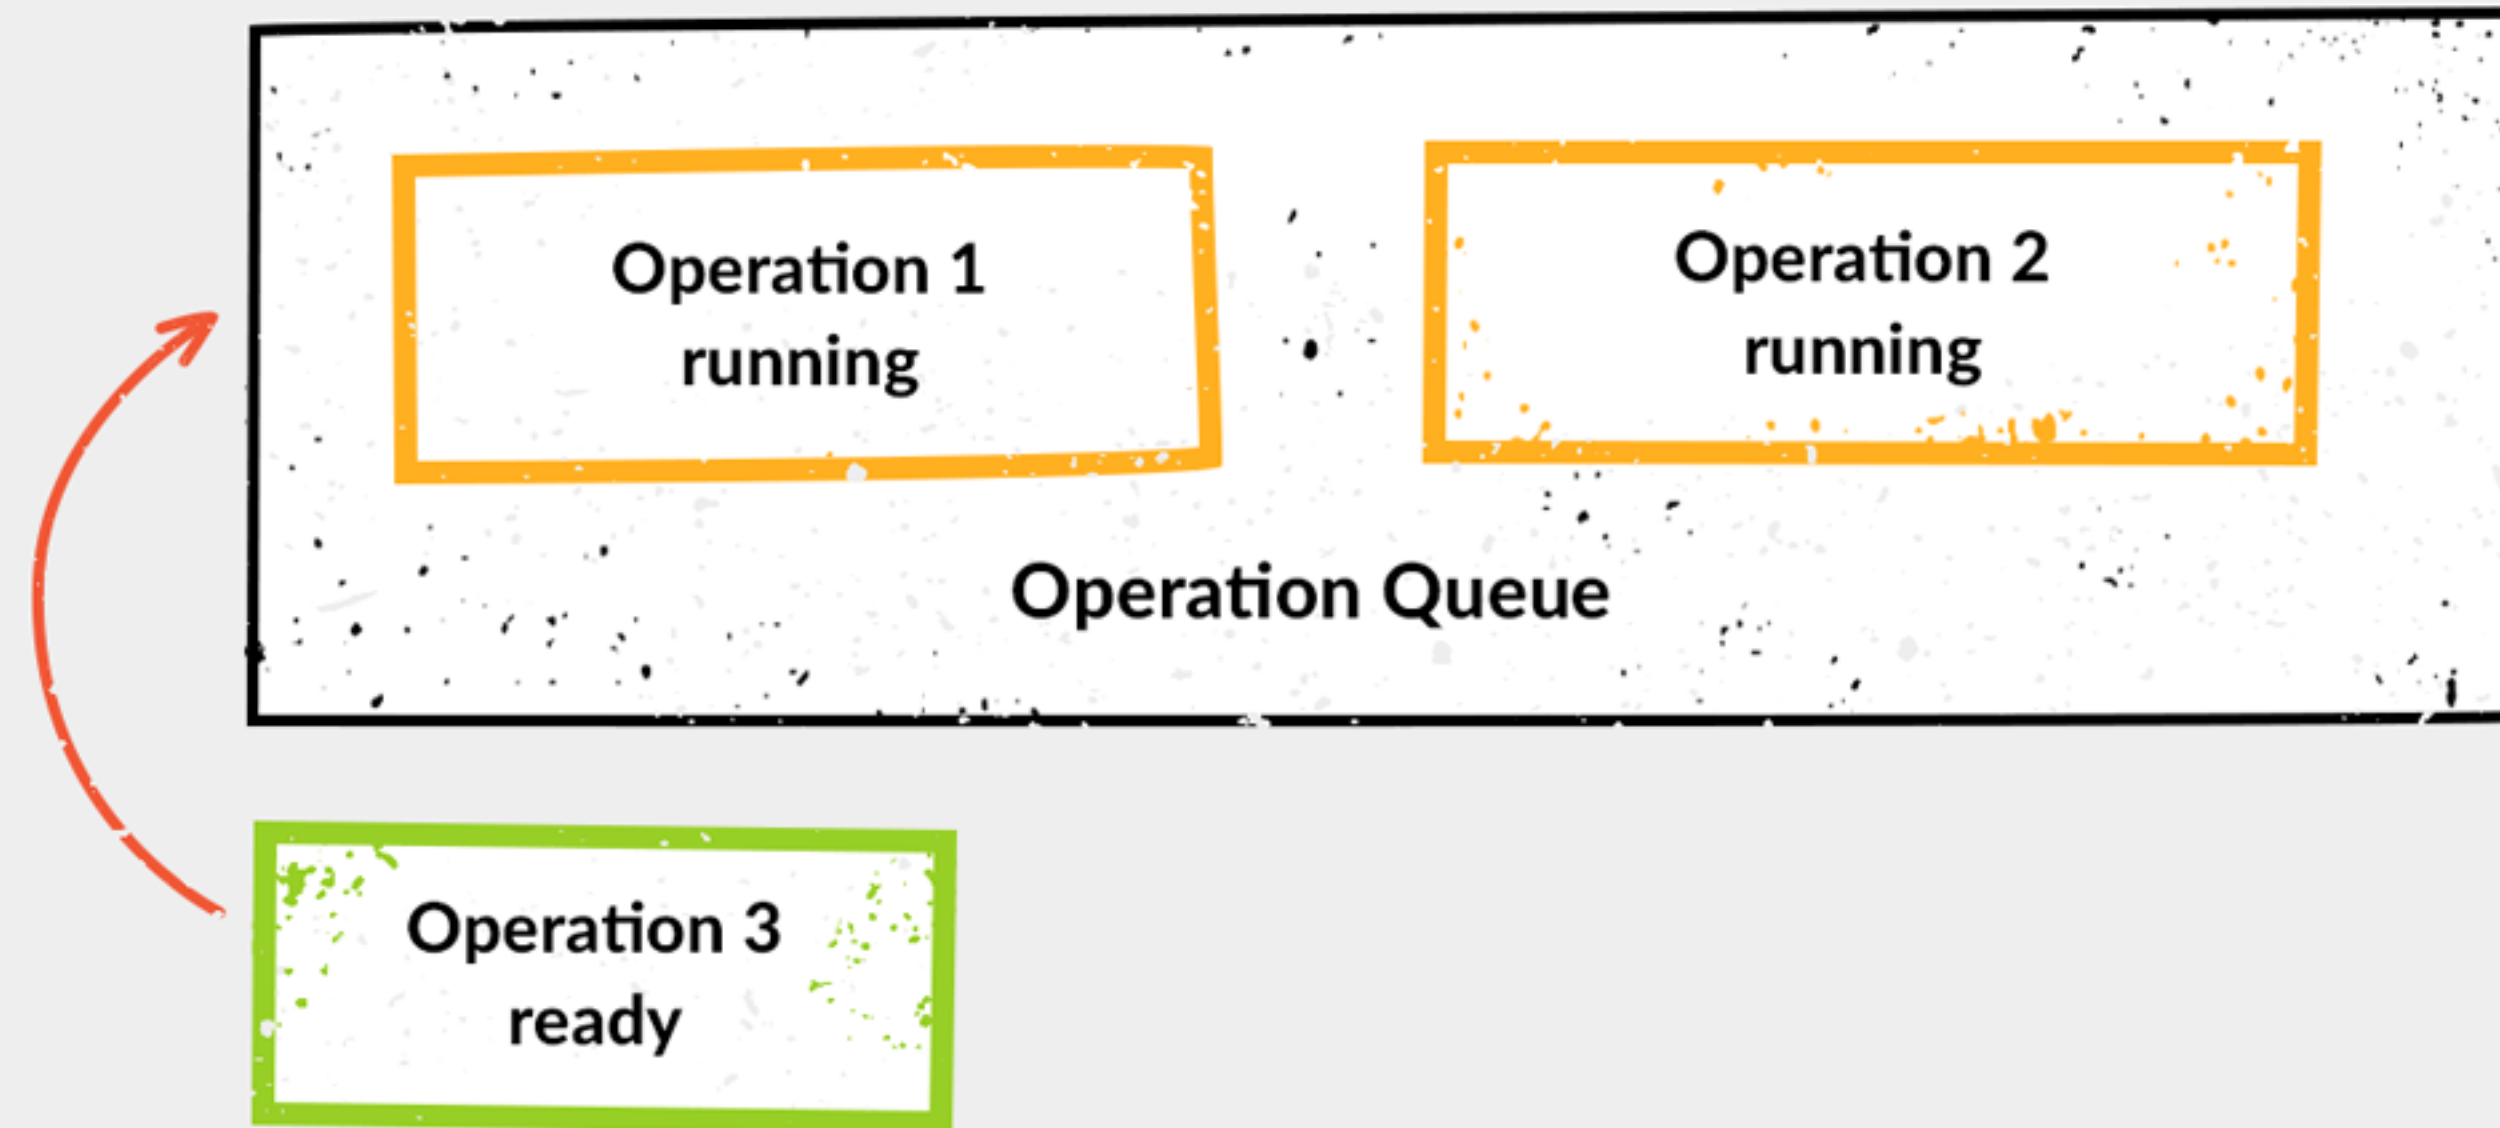 Operation 1
running
Operation 2
running
Operation Queue
Operation 3
ready